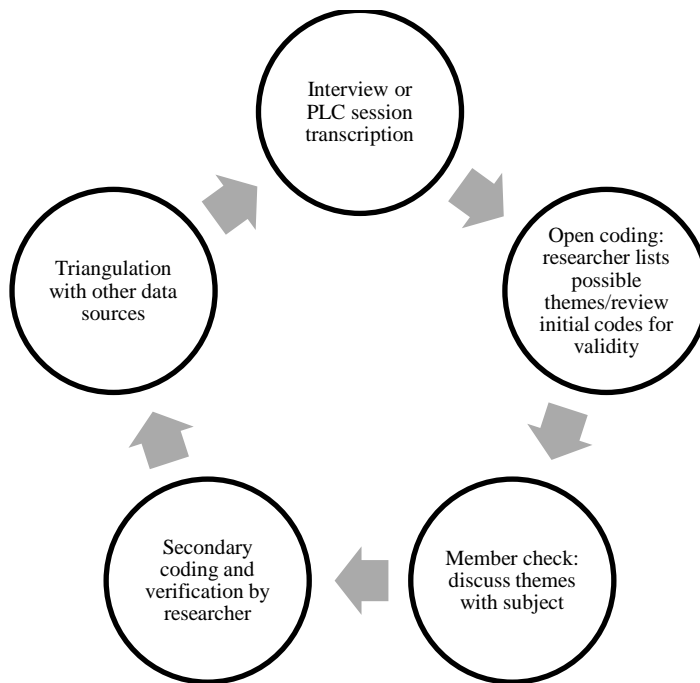 Interview or
PLC session
transcription
Open coding:
researcher lists
possible
themes/review
initial codes for
validity
Member check:
discuss themes
with subject
Secondary
coding and
verification by
researcher
Triangulation
with other data
sources